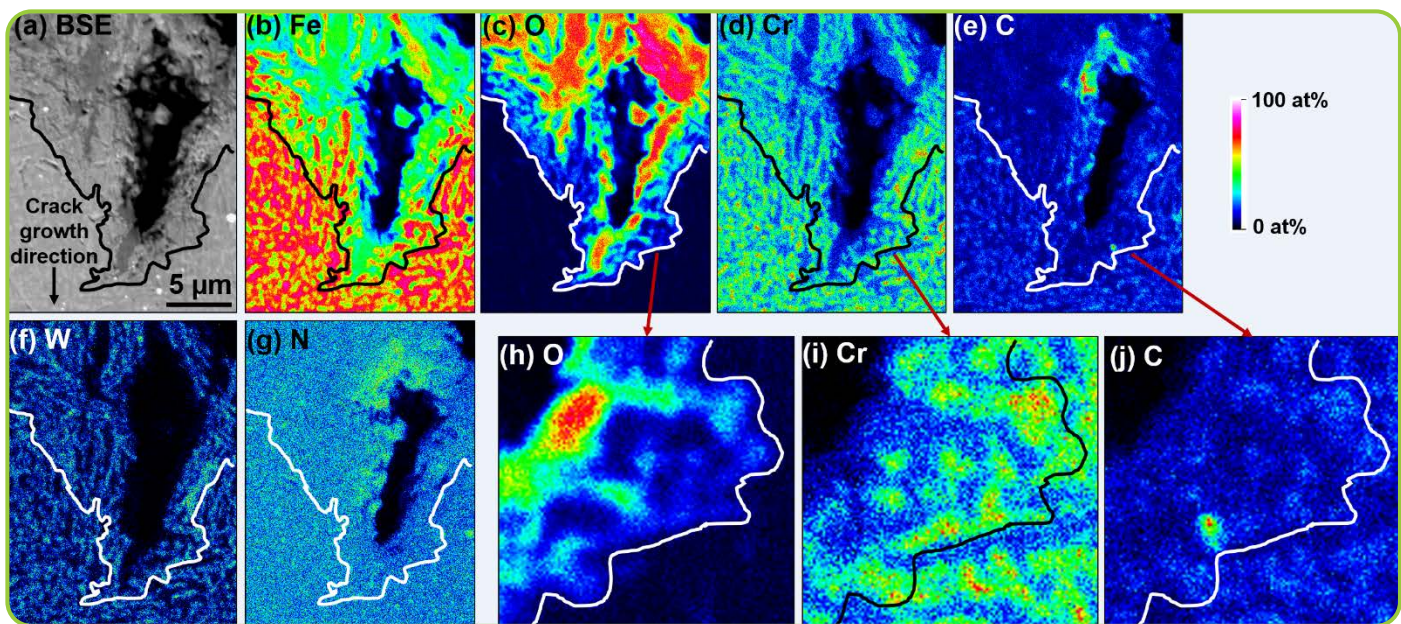 (a) BSE
(b) Fe
(c) O
(d) Cr
(e) C
100 at%
0 at%
Crack
growth
direction
5 µm
(f) W
(g) N
(h) O
(i) Cr
(j) C